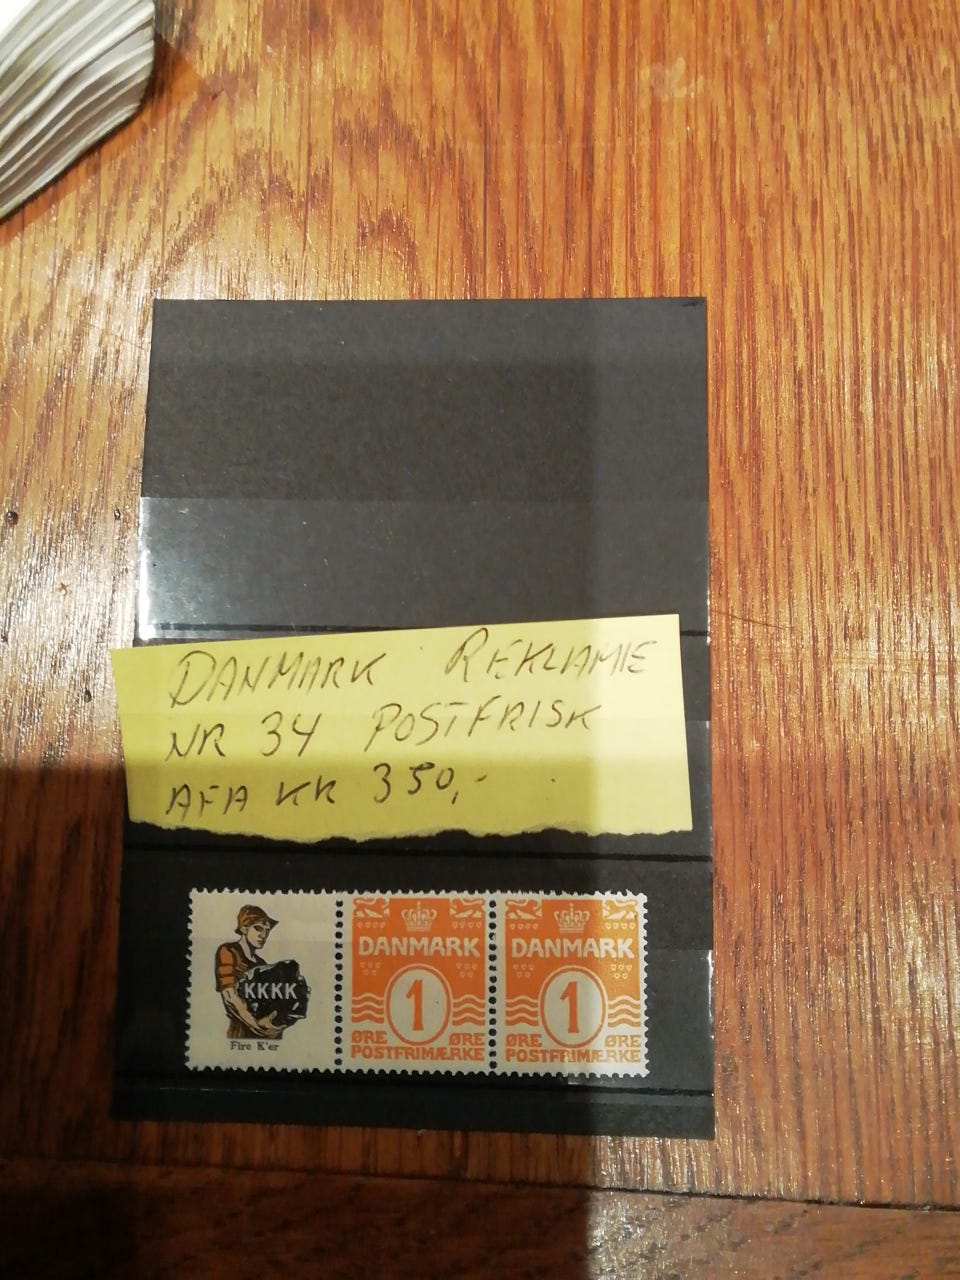 DANMARK REKLAME
NR 34 POSTFRISK
AFA KR 350,-
KKKK
Fire K'er
DANMARK
1
ØRE ØRE
POSTFRIMÆRKE
DANMARK
1
ØRE ØRE
POSTFRIMÆRKE